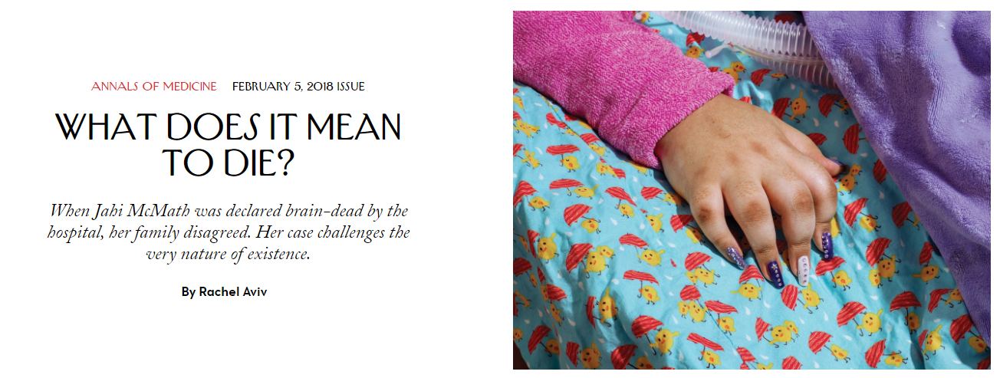 ANNALS OF MEDICINE FEBRUARY 5, 2018 ISSUE
WHAT DOES IT MEAN
TO DIE?
When Jahi McMath was declared brain-dead by the
hospital, her family disagreed. Her case challenges the
very nature of existence.
By Rachel Aviv